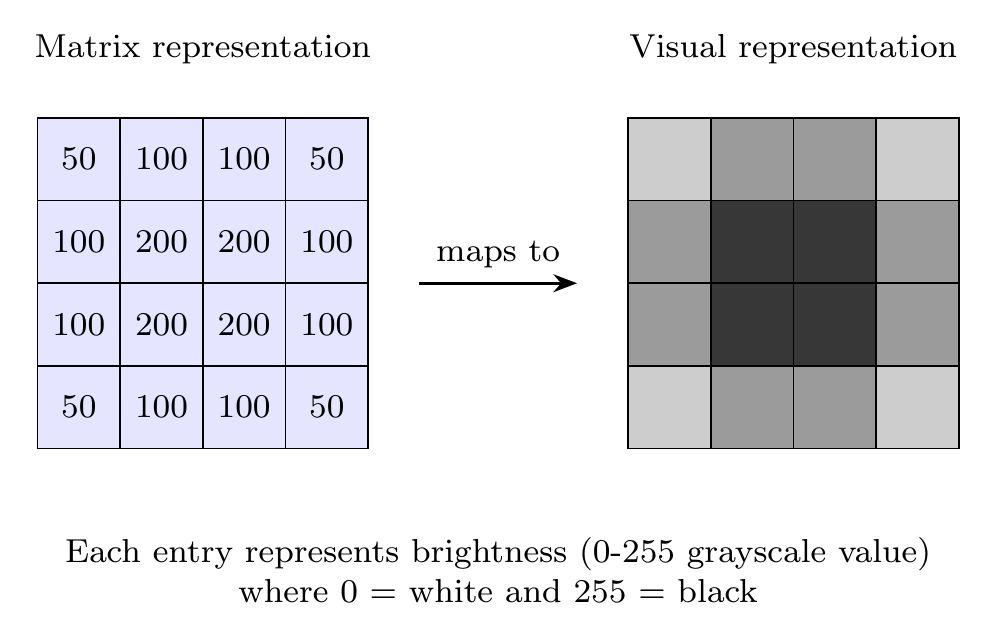 Matrix representation
Visual representation
50 100 100 50
100 200 200 100
maps to
100 200 200 100
50 100 100 50
Each entry represents brightness (0-255 grayscale value)
where 0 = white and 255 = black